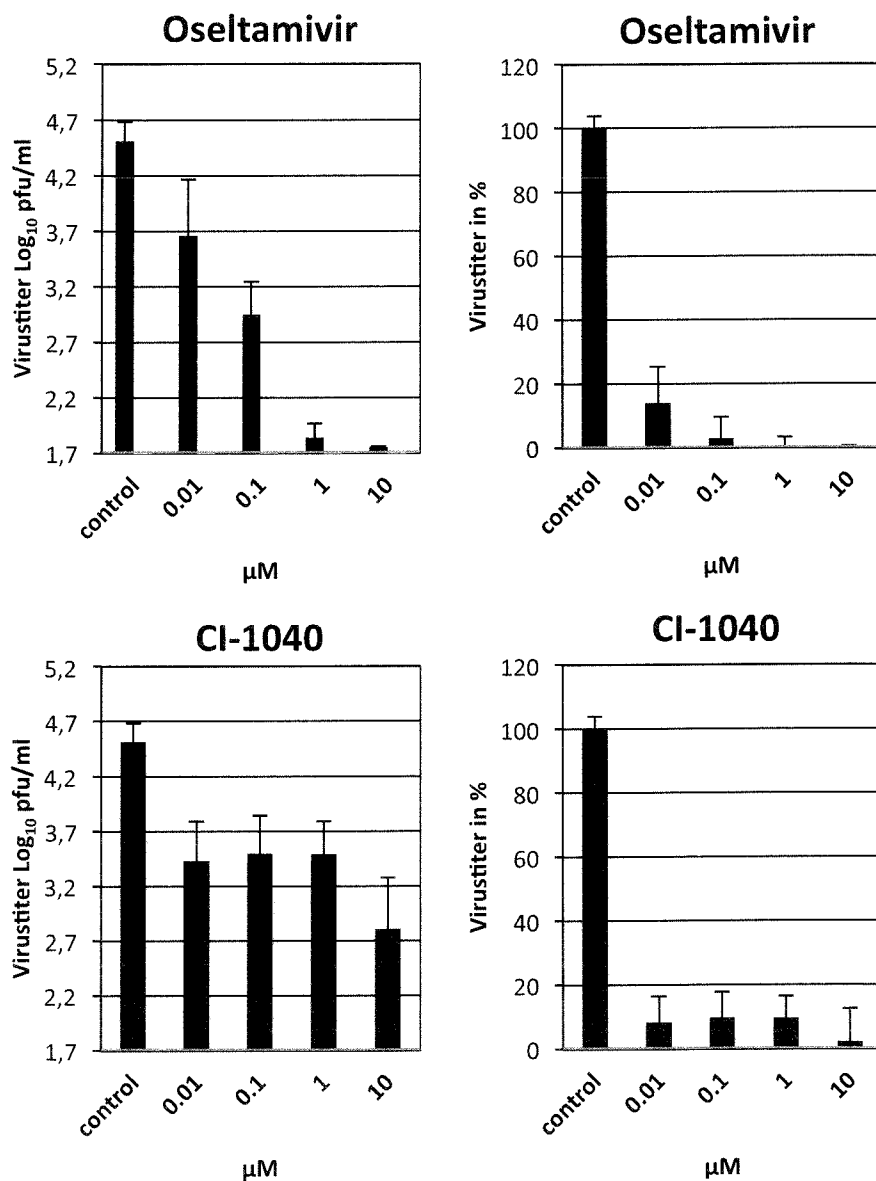 Oseltamivir
5,2
4,7
4,2
3,7
3,2
2,7
2,2
1,7
Virustiter Log₁₀ pfu/ml
control
0.01
0.1
1
10
µM
Oseltamivir
120
100
80
60
40
20
0
Virustiter in %
control
0.01
0.1
1
10
µM
CI-1040
5,2
4,7
4,2
3,7
3,2
2,7
2,2
1,7
Virustiter Log₁₀ pfu/ml
control
0.01
0.1
1
10
µM
CI-1040
120
100
80
60
40
20
0
Virustiter in %
control
0.01
0.1
1
10
µM